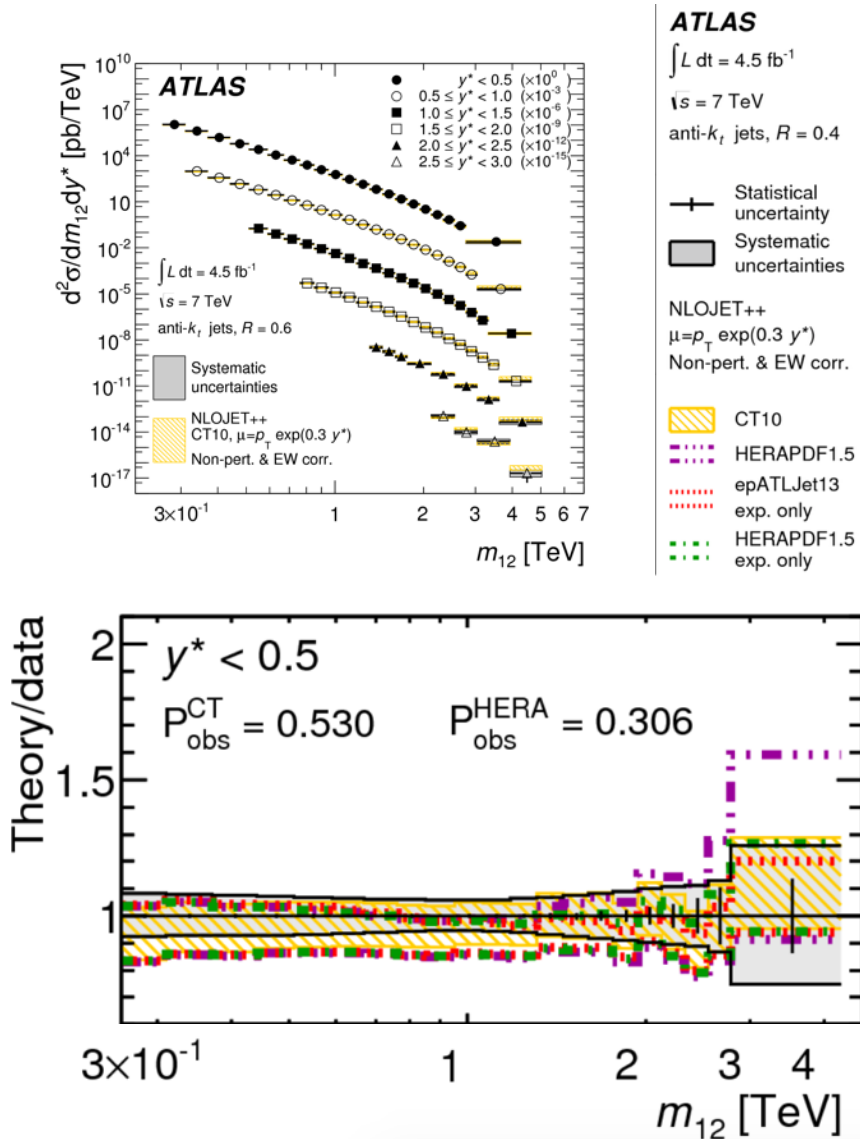 ATLAS
y* < 0.5 (×10⁰)
0.5 ≤ y* < 1.0 (×10⁻³)
1.0 ≤ y* < 1.5 (×10⁻⁶)
1.5 ≤ y* < 2.0 (×10⁻⁹)
2.0 ≤ y* < 2.5 (×10⁻¹²)
2.5 ≤ y* < 3.0 (×10⁻¹⁵)
d²σ/dm₁₂dy* [pb/TeV]
10¹⁰
10⁷
10⁴
10
10⁻²
10⁻⁵
10⁻⁸
10⁻¹¹
10⁻¹⁴
10⁻¹⁷
∫ L dt = 4.5 fb⁻¹
√s = 7 TeV
anti-kₜ jets, R = 0.6
Systematic
uncertainties
NLOJET++
CT10, μ=p_T exp(0.3 y*)
Non-pert. & EW corr.
3×10⁻¹ 1 2 3 4 5 6 7
m₁₂ [TeV]
ATLAS
∫ L dt = 4.5 fb⁻¹
√s = 7 TeV
anti-kₜ jets, R = 0.4
Statistical
uncertainty
Systematic
uncertainties
NLOJET++
μ=p_T exp(0.3 y*)
Non-pert. & EW corr.
CT10
HERAPDF1.5
epATLJet13
exp. only
HERAPDF1.5
exp. only
Theory/data
2
1.5
1
y* < 0.5
P_obs^CT = 0.530 P_obs^HERA = 0.306
3×10⁻¹ 1 2 3 4
m₁₂ [TeV]